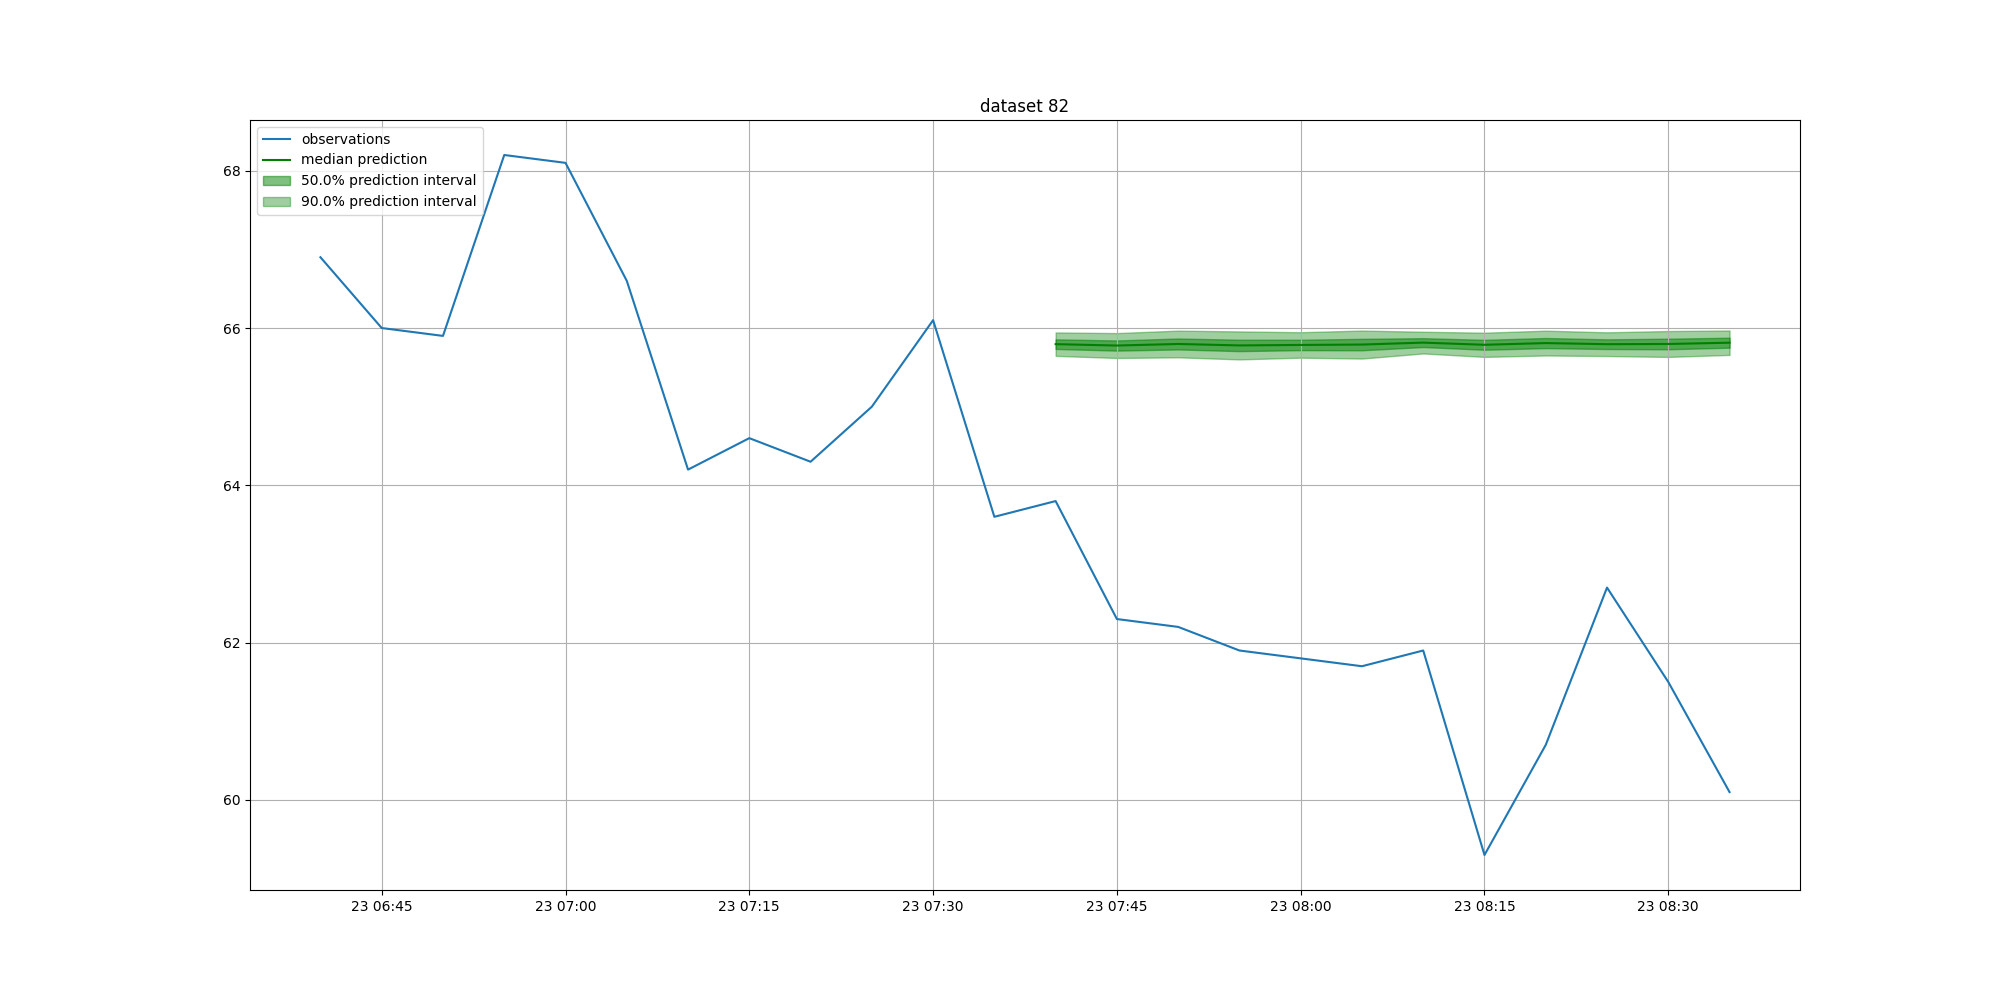 dataset 82
observations
median prediction
50.0% prediction interval
90.0% prediction interval
68
66
64
62
60
23 06:45
23 07:00
23 07:15
23 07:30
23 07:45
23 08:00
23 08:15
23 08:30